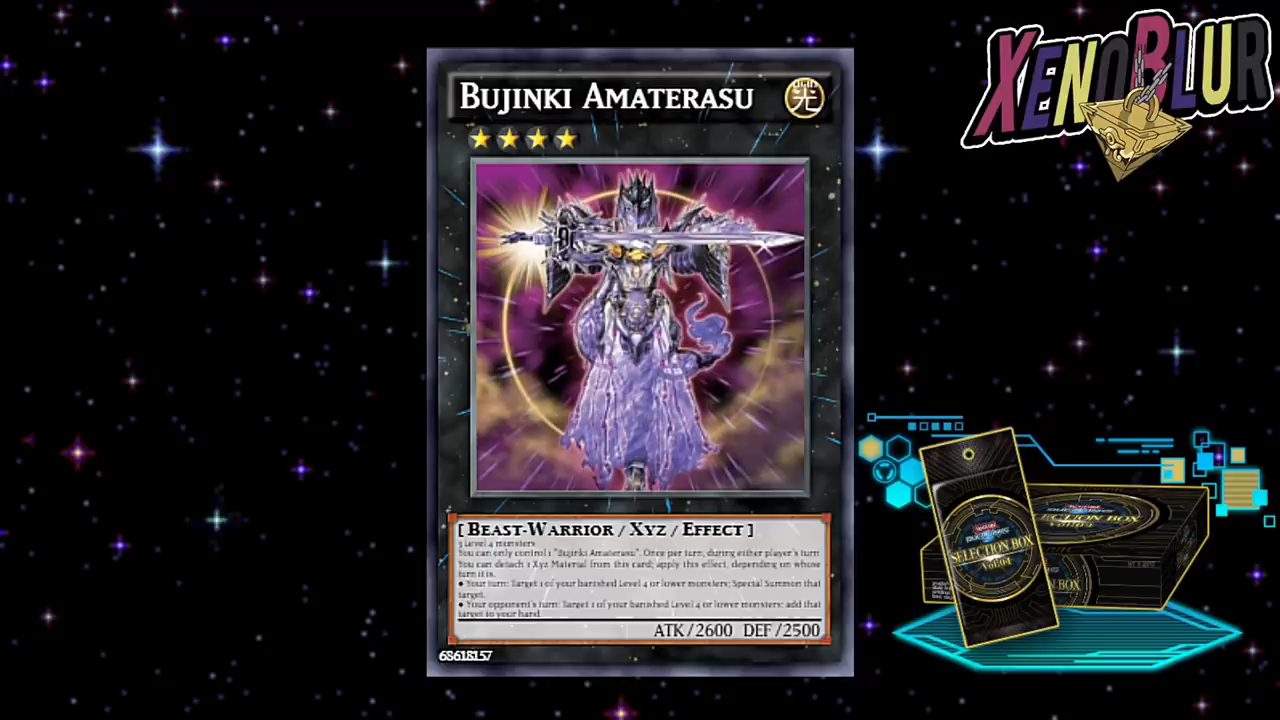 XENOBLUR
BUJINKI AMATERASU
光
[ BEAST-WARRIOR / XYZ / EFFECT ]
3 Level 4 monsters
You can only control 1 "Bujinki Amaterasu". Once per turn, during either player's turn
You can detach 1 Xyz Material from this card; apply this effect, depending on whose
turn it is.
● Your turn: Target 1 of your banished Level 4 or lower monsters; Special Summon that
target.
● Your opponent's turn: Target 1 of your banished Level 4 or lower monsters; add that
target to your hand.
ATK/2600 DEF/2500
68618157
SELECTION BOX
Vol.04